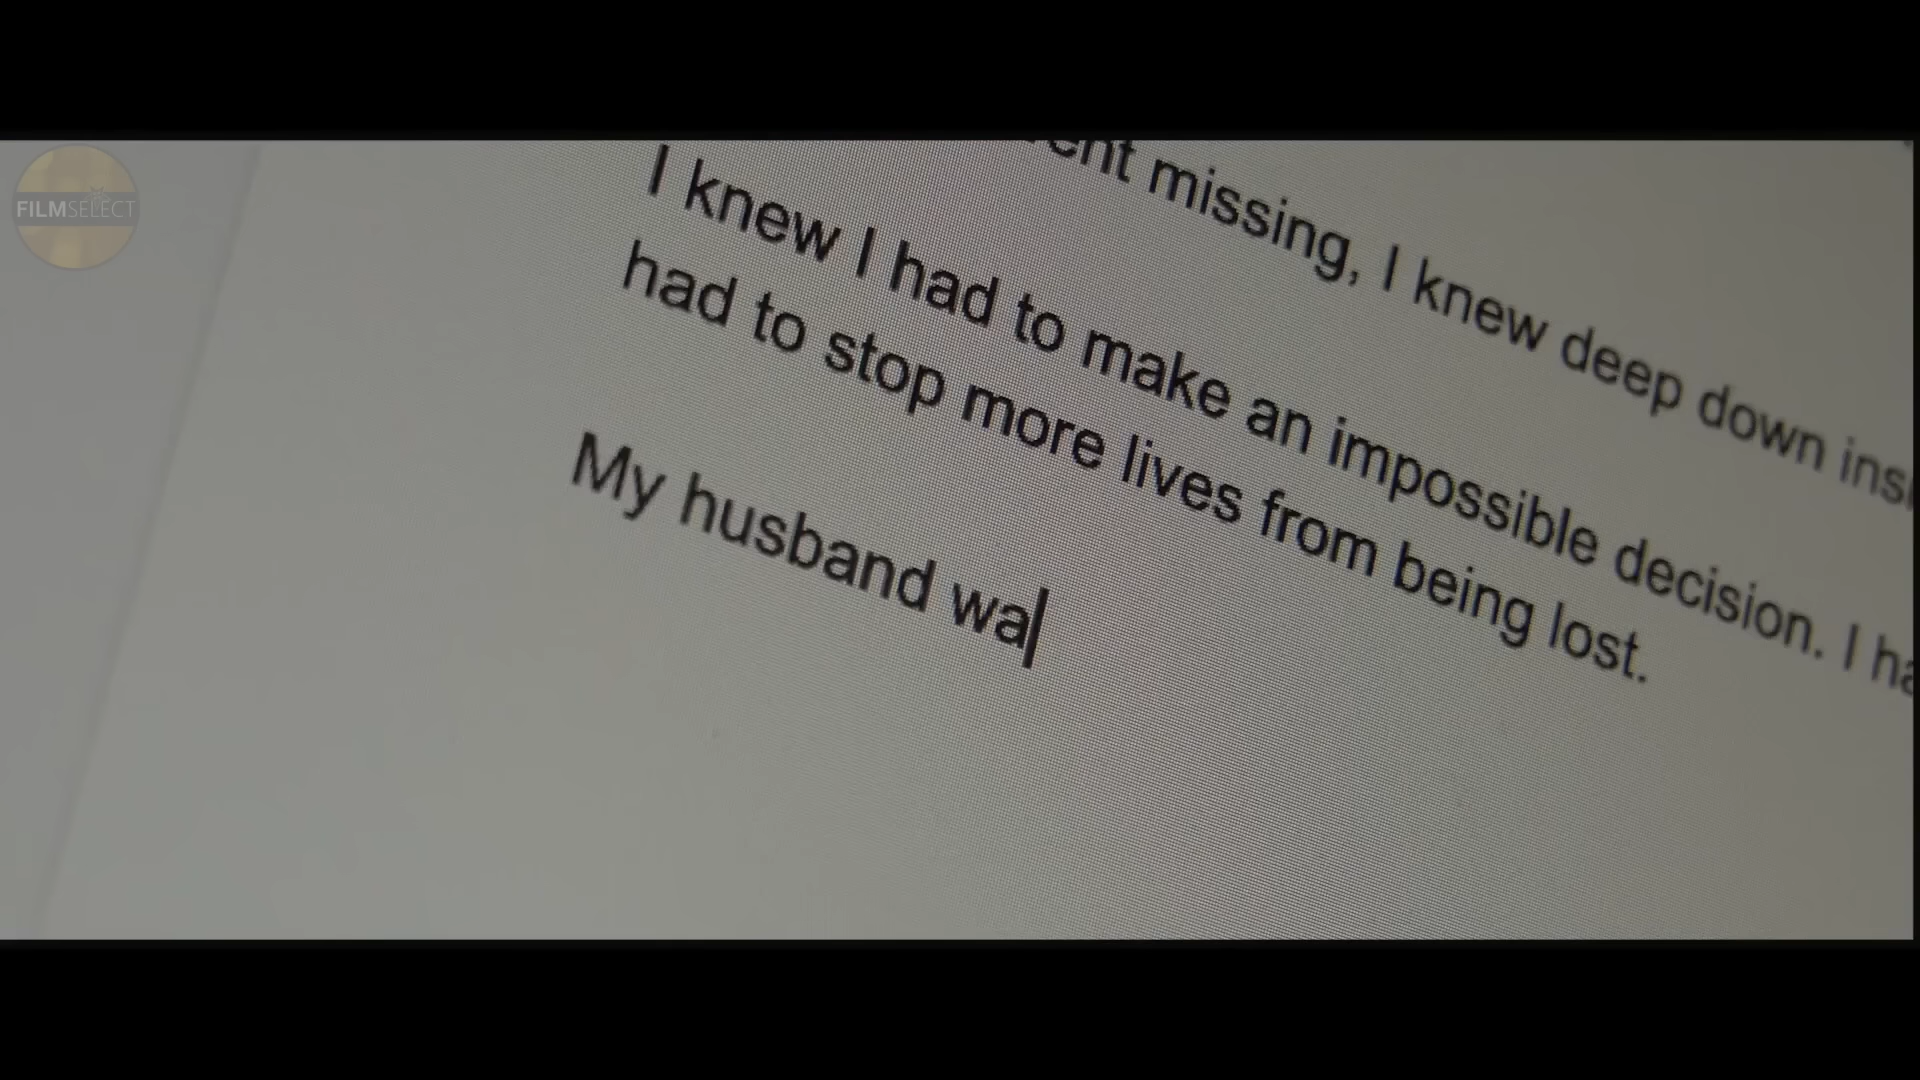 FILMSELECT
missing, I knew deep down
I knew I had to make an impossible decision. I
had to stop more lives from being lost.
My husband wa